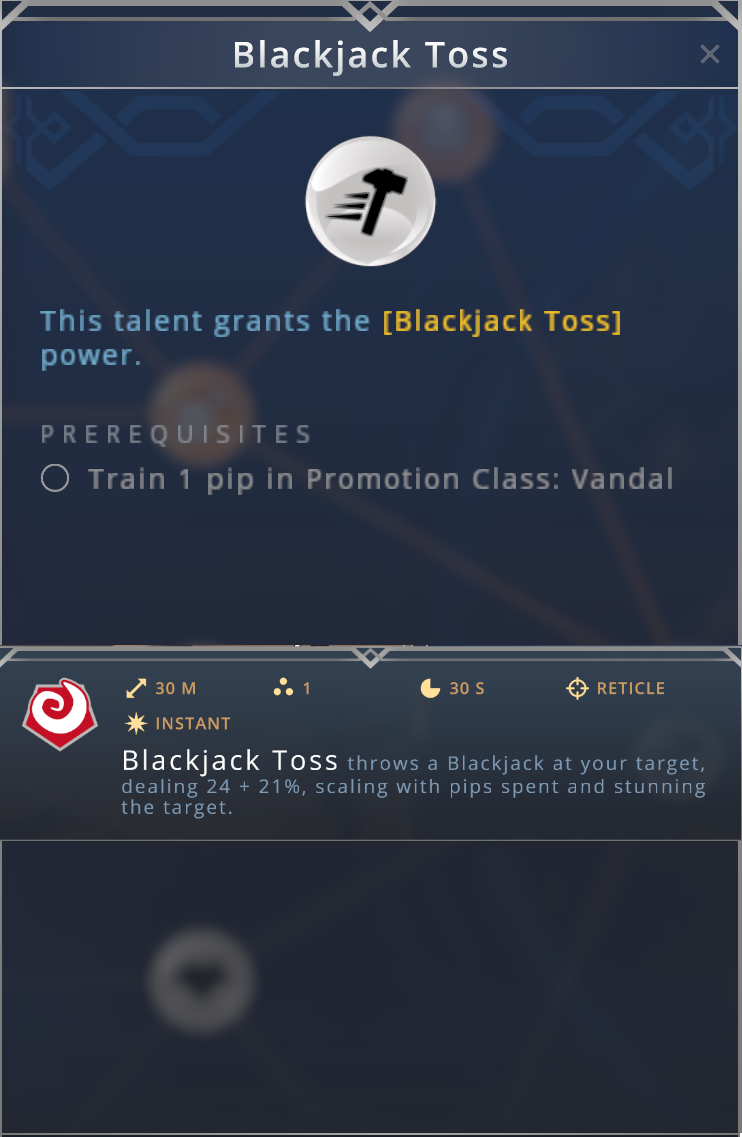 Blackjack Toss
This talent grants the [Blackjack Toss]
power.
PREREQUISITES
Train 1 pip in Promotion Class: Vandal
30 M 1 30 S RETICLE
INSTANT
Blackjack Toss throws a Blackjack at your target,
dealing 24 + 21%, scaling with pips spent and stunning
the target.